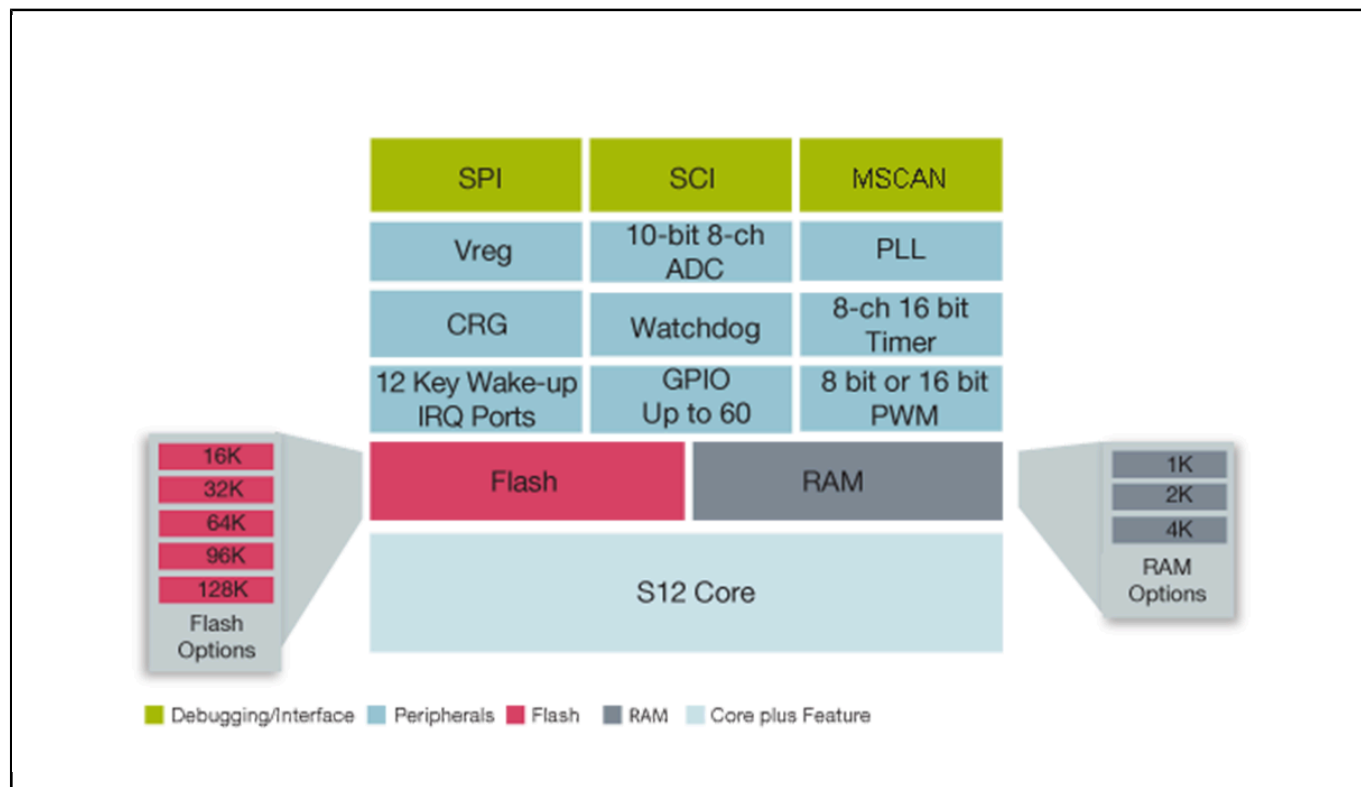 SPI
SCI
MSCAN
Vreg
10-bit 8-ch
ADC
PLL
CRG
Watchdog
8-ch 16 bit
Timer
12 Key Wake-up
IRQ Ports
GPIO
Up to 60
8 bit or 16 bit
PWM
Flash
RAM
S12 Core
16K
32K
64K
96K
128K
Flash
Options
1K
2K
4K
RAM
Options
Debugging/Interface
Peripherals
Flash
RAM
Core plus Feature